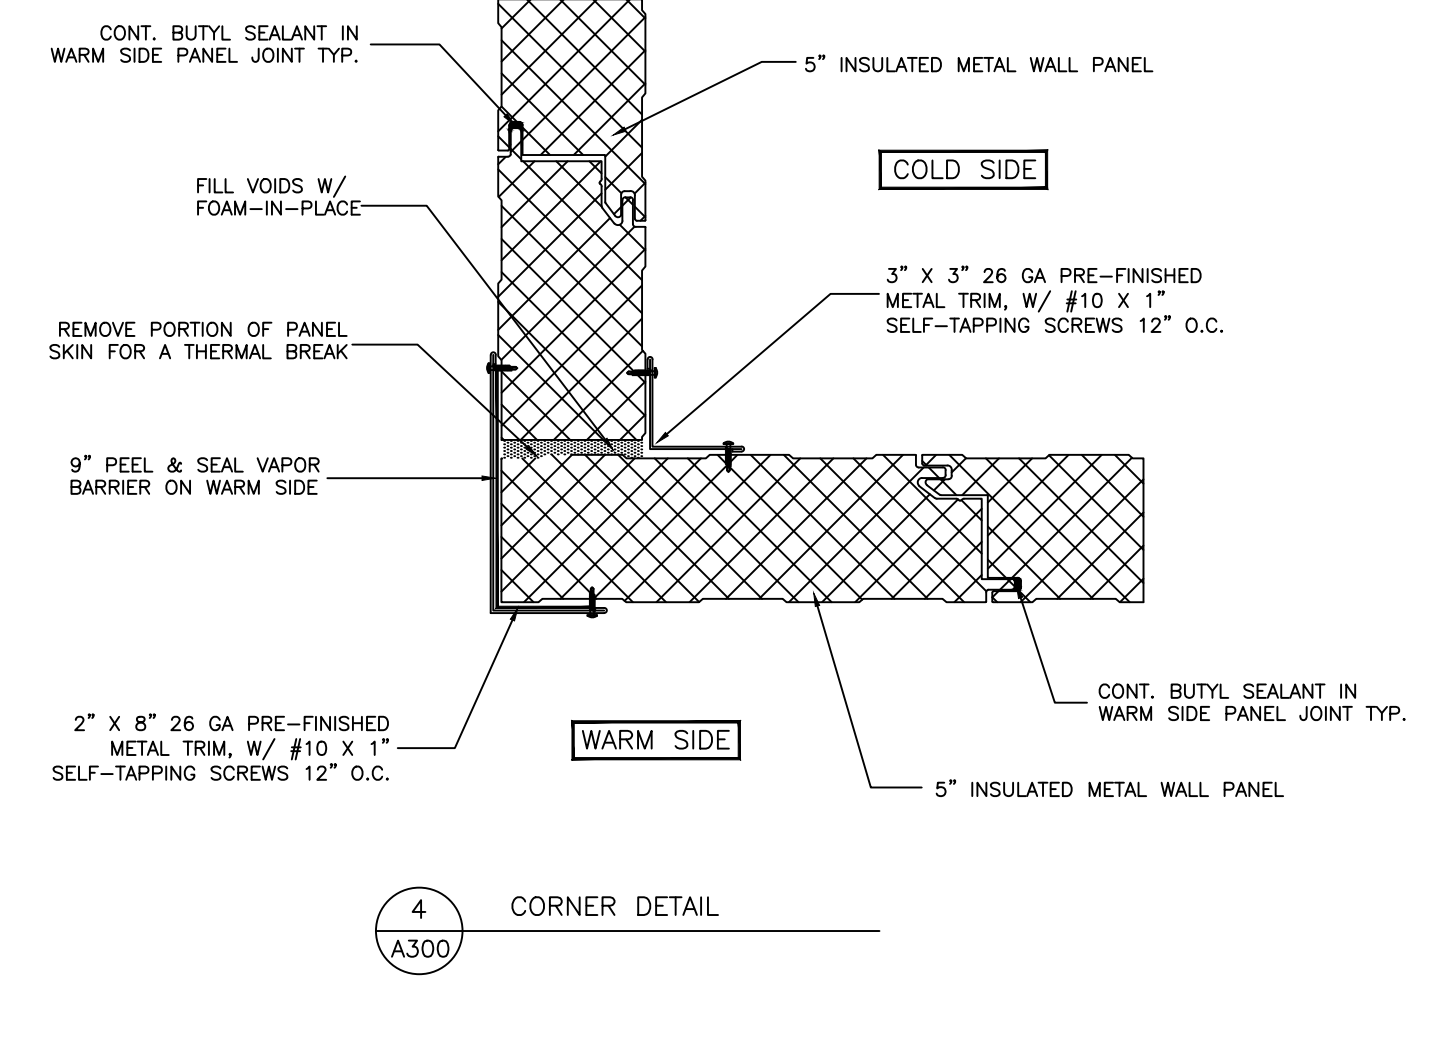 CONT. BUTYL SEALANT IN
WARM SIDE PANEL JOINT TYP.
5” INSULATED METAL WALL PANEL
COLD SIDE
FILL VOIDS W/
FOAM-IN-PLACE
3” X 3” 26 GA PRE-FINISHED
METAL TRIM, W/ #10 X 1”
SELF-TAPPING SCREWS 12” O.C.
REMOVE PORTION OF PANEL
SKIN FOR A THERMAL BREAK
9” PEEL & SEAL VAPOR
BARRIER ON WARM SIDE
CONT. BUTYL SEALANT IN
WARM SIDE PANEL JOINT TYP.
2” X 8” 26 GA PRE-FINISHED
METAL TRIM, W/ #10 X 1”
SELF-TAPPING SCREWS 12” O.C.
WARM SIDE
5” INSULATED METAL WALL PANEL
4
CORNER DETAIL
A300